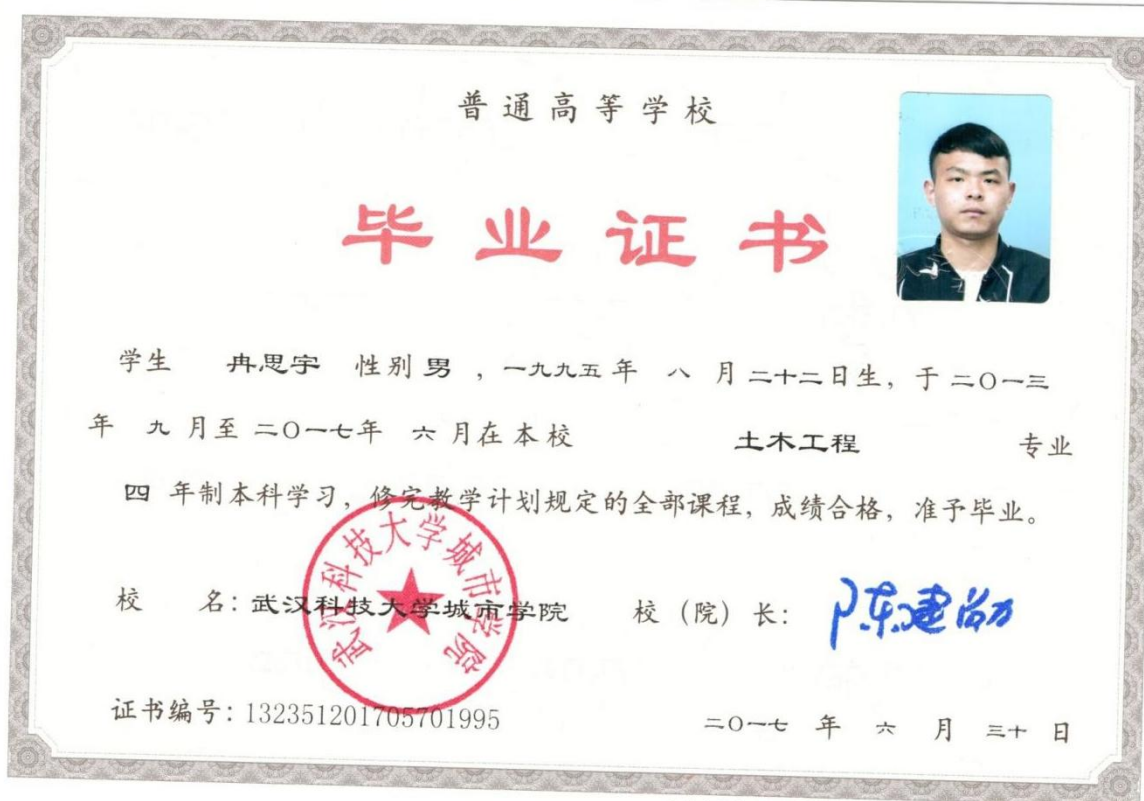 普通高等学校
毕业证书
学生 冉思宇 性别 男 ，一九九五 年 八 月 二十二日生，于 二〇一三
年 九 月至 二〇一七年 六 月在本校 土木工程 专业
四 年制本科学习，修完教学计划规定的全部课程，成绩合格，准予毕业。
武汉科技大学城市学院
校 名：武汉科技大学城市学院 校（院）长：陈建勋
证书编号：132351201705701995 二〇一七 年 六 月 三十 日